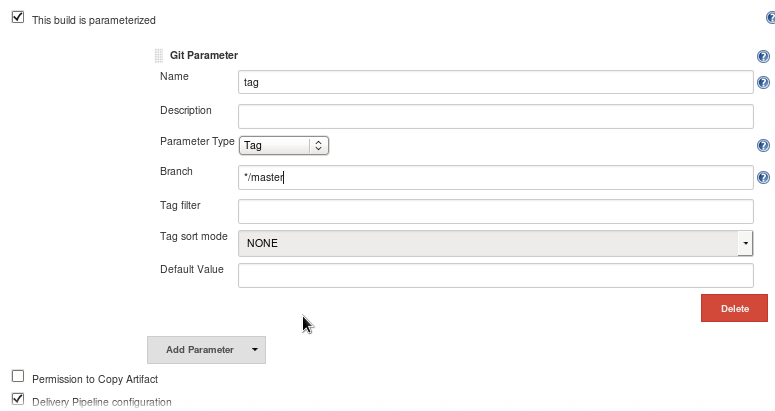 This build is parameterized
Git Parameter
Name tag
Description
Parameter Type Tag
Branch */master
Tag filter
Tag sort mode NONE
Default Value
Delete
Add Parameter
Permission to Copy Artifact
Delivery Pipeline configuration